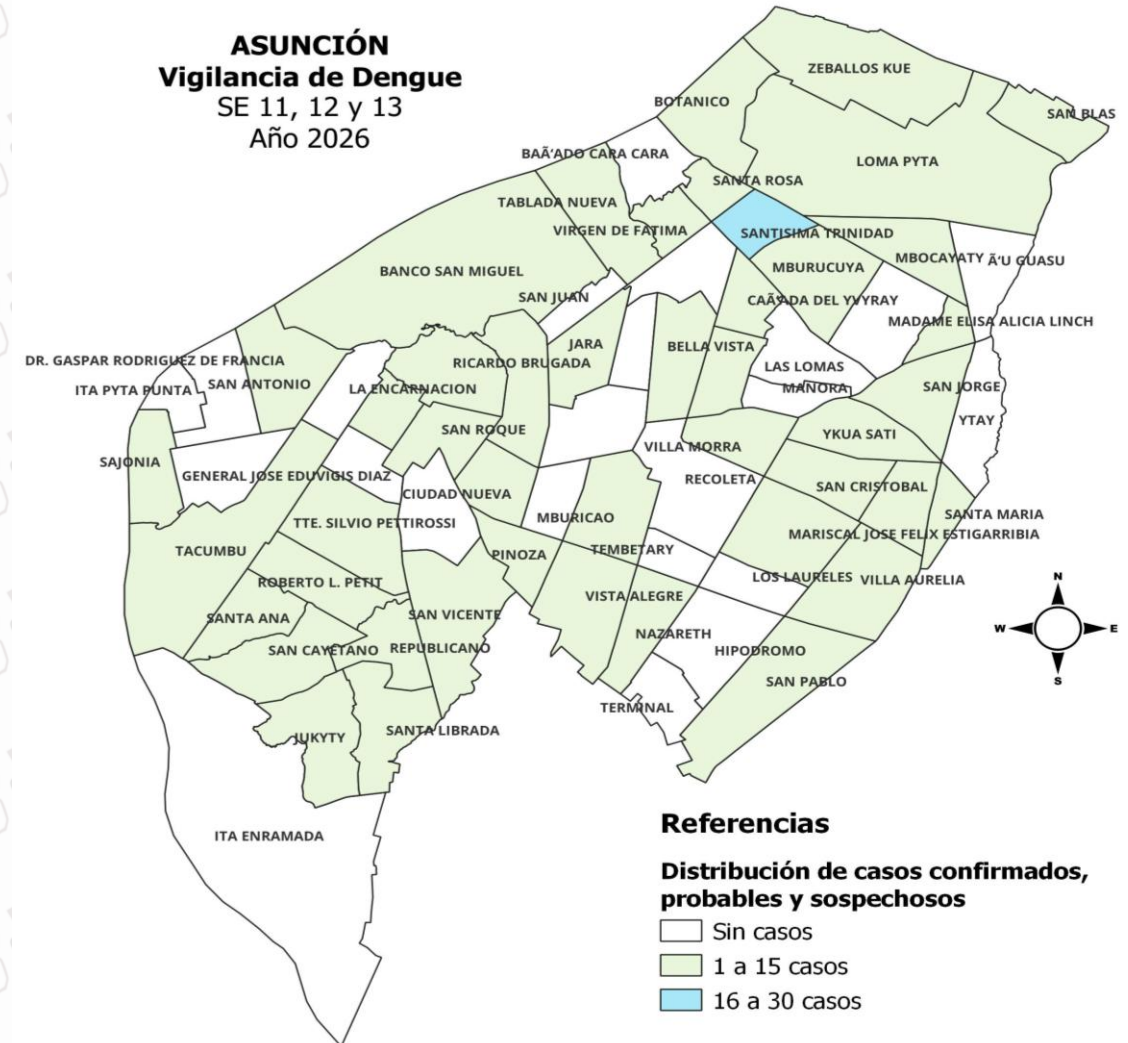 ASUNCIÓN
Vigilancia de Dengue
SE 11, 12 y 13
Año 2026
ZEBALLOS KUE
BOTANICO
SAN BLAS
BAÃ'ADO CARA CARA
LOMA PYTA
SANTA ROSA
TABLADA NUEVA
VIRGEN DE FATIMA
SANTISIMA TRINIDAD
MBOCAYATY
Ã'U GUASU
BANCO SAN MIGUEL
MBURUCUYA
SAN JUAN
CAÃ'ADA DEL YVYRAY
MADAME ELISA ALICIA LINCH
JARA
BELLA VISTA
DR. GASPAR RODRIGUEZ DE FRANCIA
RICARDO BRUGADA
LAS LOMAS
ITA PYTA PUNTA
SAN ANTONIO
LA ENCARNACION
MANORA
SAN JORGE
YTAY
SAN ROQUE
YKUA SATI
VILLA MORRA
SAJONIA
GENERAL JOSE EDUVIGIS DIAZ
RECOLETA
SAN CRISTOBAL
CIUDAD NUEVA
MBURICAO
SANTA MARIA
TTE. SILVIO PETTIROSSI
MARISCAL JOSE FELIX ESTIGARRIBIA
TACUMBU
PINOZA
TEMBETARY
ROBERTO L. PETIT
LOS LAURELES
VILLA AURELIA
VISTA ALEGRE
SANTA ANA
SAN VICENTE
NAZARETH
SAN CAYETANO
REPUBLICANO
HIPODROMO
SAN PABLO
TERMINAL
JUKYTY
SANTA LIBRADA
ITA ENRAMADA
N
W
E
S
Referencias
Distribución de casos confirmados,
probables y sospechosos
Sin casos
1 a 15 casos
16 a 30 casos